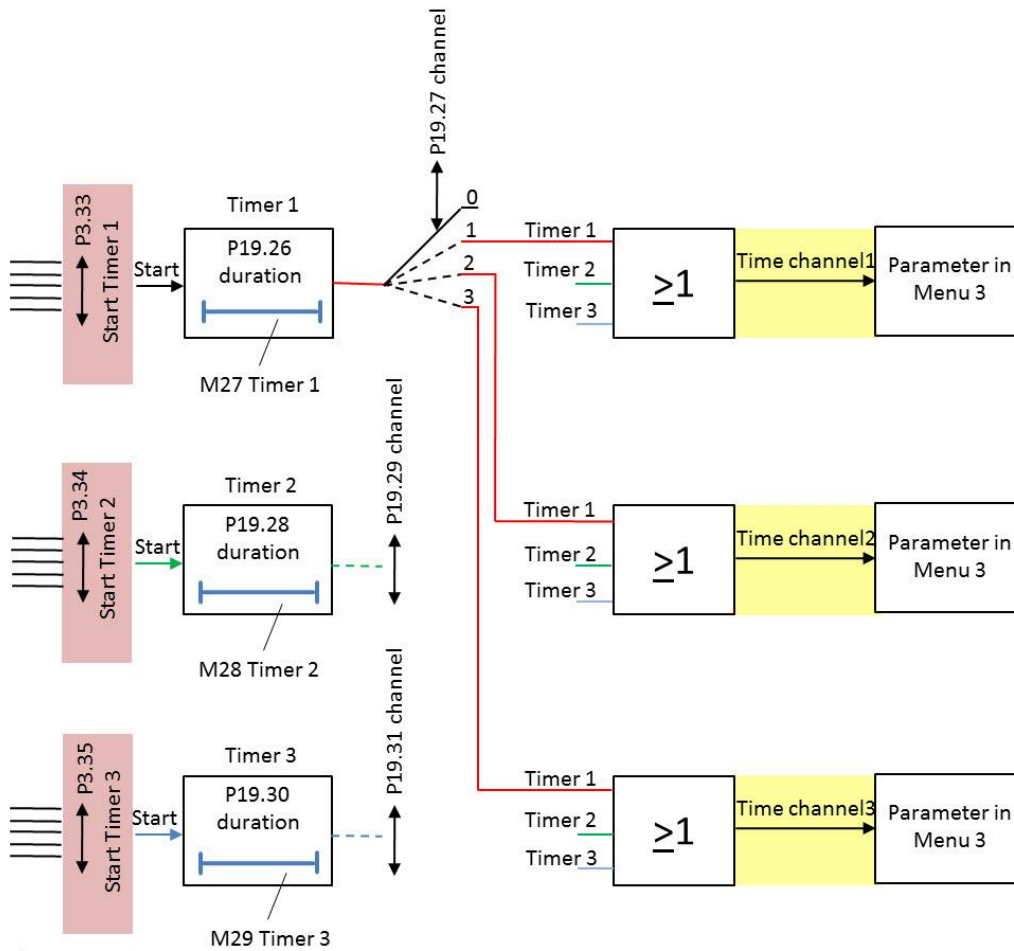 P19.27 channel
P3.33
Start Timer 1
Start
Timer 1
P19.26
duration
M27 Timer 1
0
1
2
3
Timer 1
Timer 2
Timer 3
≥1
Time channel1
Parameter in
Menu 3
P3.34
Start Timer 2
Start
Timer 2
P19.28
duration
M28 Timer 2
P19.29 channel
Timer 1
Timer 2
Timer 3
≥1
Time channel2
Parameter in
Menu 3
P3.35
Start Timer 3
Start
Timer 3
P19.30
duration
M29 Timer 3
P19.31 channel
Timer 1
Timer 2
Timer 3
≥1
Time channel3
Parameter in
Menu 3